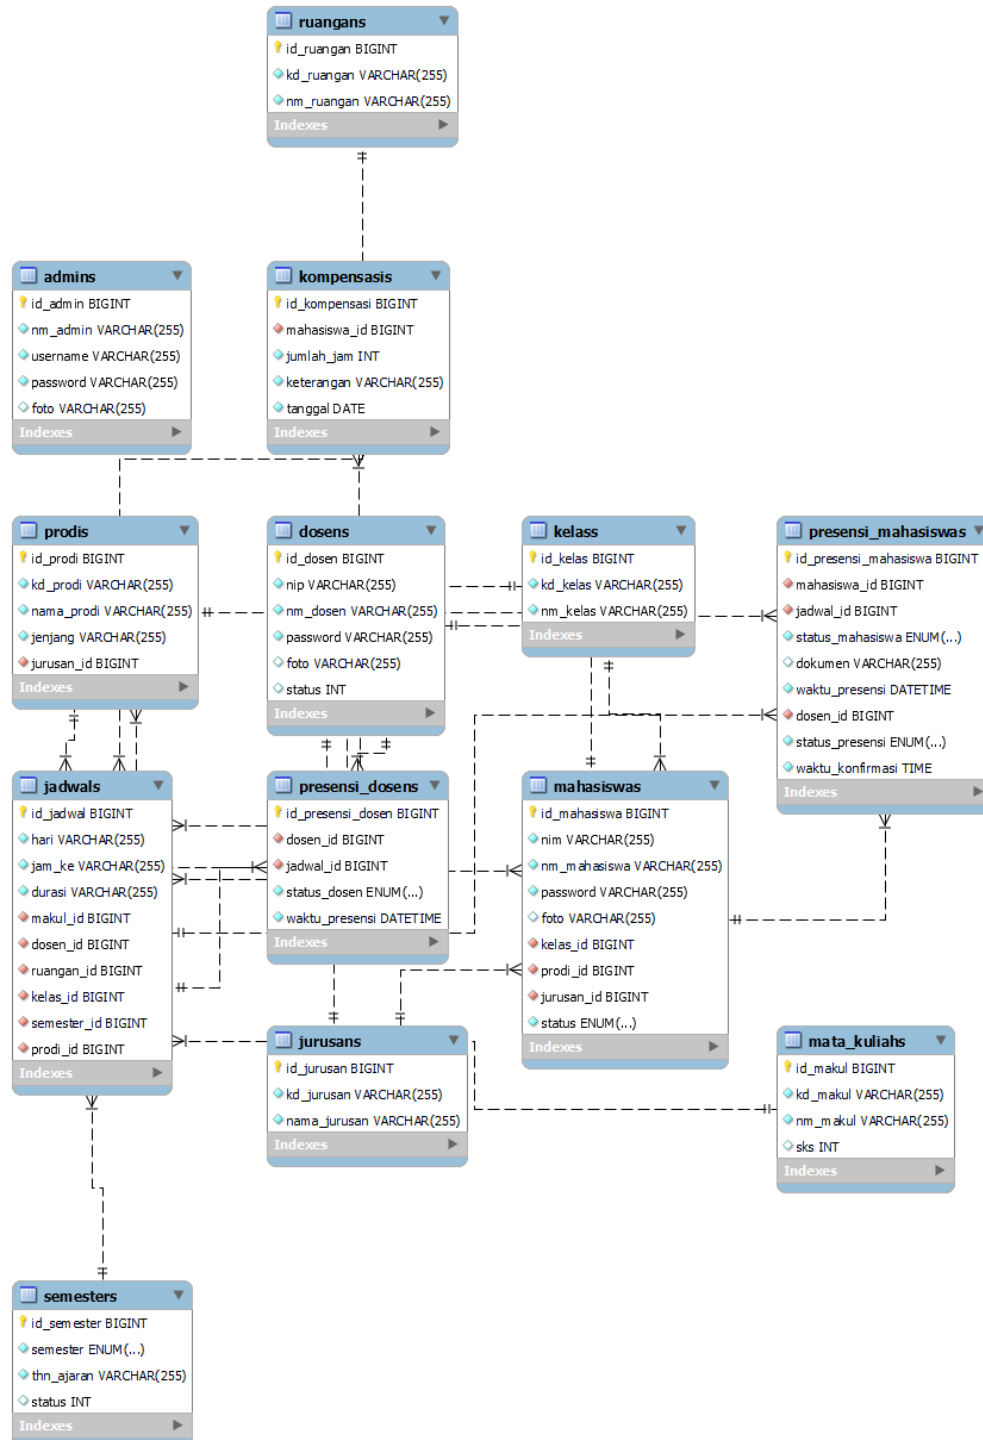 ruangans
id_ruangan BIGINT
kd_ruangan VARCHAR(255)
nm_ruangan VARCHAR(255)
Indexes
admins
id_admin BIGINT
nm_admin VARCHAR(255)
username VARCHAR(255)
password VARCHAR(255)
foto VARCHAR(255)
Indexes
kompensasis
id_kompensasi BIGINT
mahasiswa_id BIGINT
jumlah_jam INT
keterangan VARCHAR(255)
tanggal DATE
Indexes
prodis
id_prodi BIGINT
kd_prodi VARCHAR(255)
nama_prodi VARCHAR(255)
jenjang VARCHAR(255)
jurusan_id BIGINT
Indexes
dosens
id_dosen BIGINT
nip VARCHAR(255)
nm_dosen VARCHAR(255)
password VARCHAR(255)
foto VARCHAR(255)
status INT
Indexes
kelass
id_kelas BIGINT
kd_kelas VARCHAR(255)
nm_kelas VARCHAR(255)
Indexes
presensi_mahasiswas
id_presensi_mahasiswa BIGINT
mahasiswa_id BIGINT
jadwal_id BIGINT
status_mahasiswa ENUM(...)
dokumen VARCHAR(255)
waktu_presensi DATETIME
dosen_id BIGINT
status_presensi ENUM(...)
waktu_konfirmasi TIME
Indexes
jadwals
id_jadwal BIGINT
hari VARCHAR(255)
jam_ke VARCHAR(255)
durasi VARCHAR(255)
makul_id BIGINT
dosen_id BIGINT
ruangan_id BIGINT
kelas_id BIGINT
semester_id BIGINT
prodi_id BIGINT
Indexes
presensi_dosens
id_presensi_dosen BIGINT
dosen_id BIGINT
jadwal_id BIGINT
status_dosen ENUM(...)
waktu_presensi DATETIME
Indexes
mahasiswas
id_mahasiswa BIGINT
nim VARCHAR(255)
nm_mahasiswa VARCHAR(255)
password VARCHAR(255)
foto VARCHAR(255)
kelas_id BIGINT
prodi_id BIGINT
jurusan_id BIGINT
status ENUM(...)
Indexes
jurusans
id_jurusan BIGINT
kd_jurusan VARCHAR(255)
nama_jurusan VARCHAR(255)
Indexes
mata_kuliahs
id_makul BIGINT
kd_makul VARCHAR(255)
nm_makul VARCHAR(255)
sks INT
Indexes
semesters
id_semester BIGINT
semester ENUM(...)
thn_ajaran VARCHAR(255)
status INT
Indexes